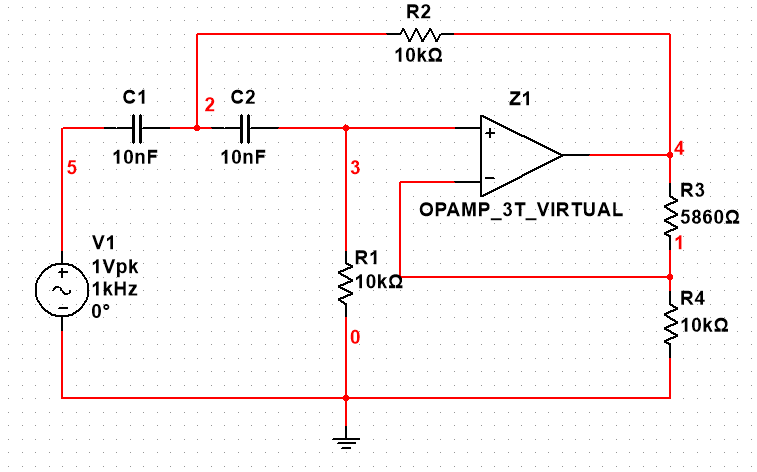 R2
10kΩ
C1
2
C2
Z1
10nF
10nF
+
−
4
5
3
OPAMP_3T_VIRTUAL
R3
5860Ω
1
V1
1Vpk
1kHz
0°
+
−
R1
10kΩ
R4
10kΩ
0